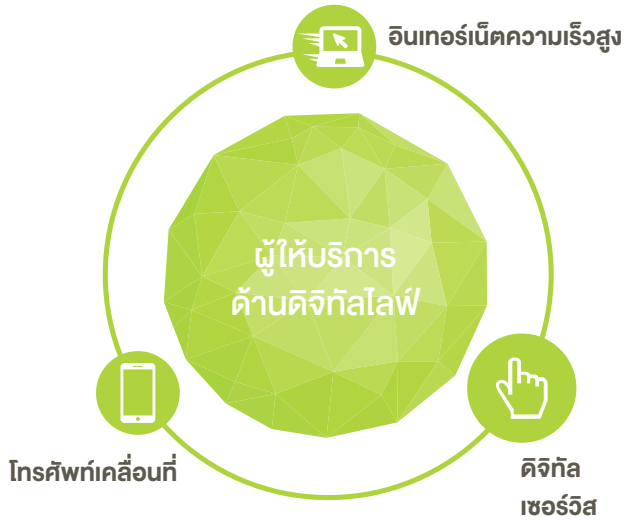 อินเทอร์เน็ตความเร็วสูง
ผู้ให้บริการ
ด้านดิจิทัลไลฟ์
โทรศัพท์เคลื่อนที่
ดิจิทัล
เซอร์วิส